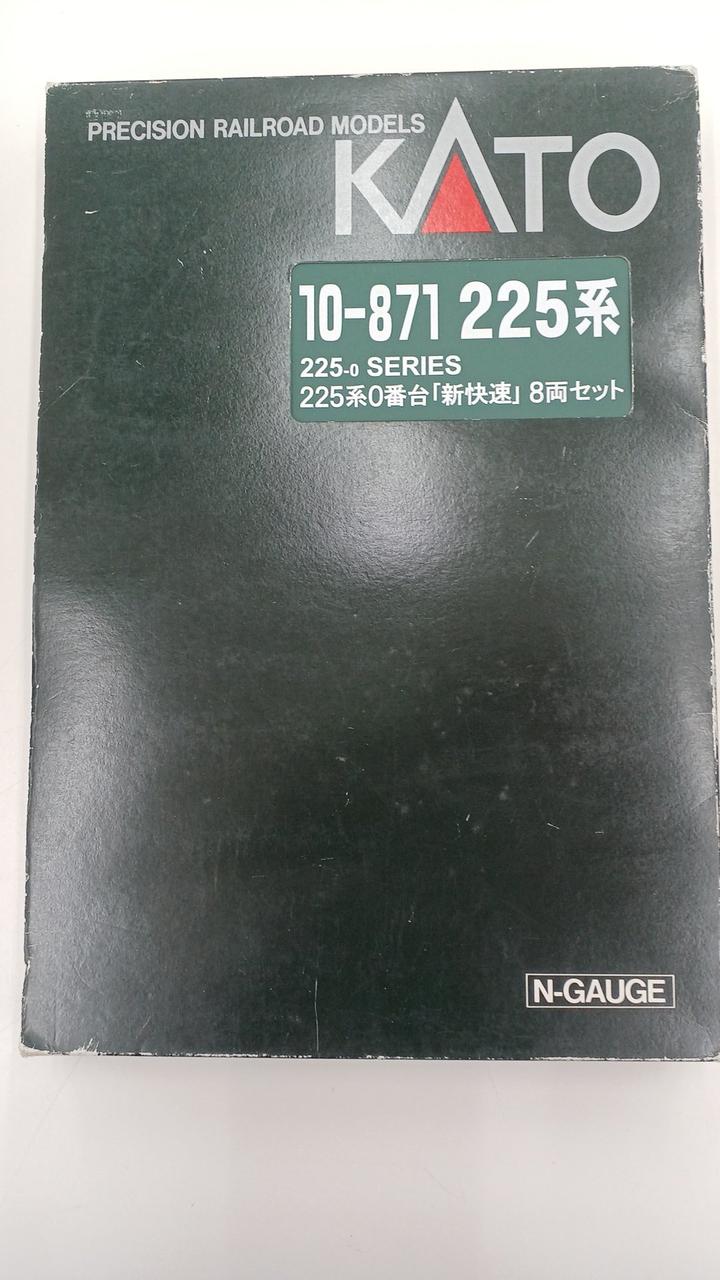 PRECISION RAILROAD MODELS
KATO
10-871 225系
225-0 SERIES
225系0番台「新快速」 8両セット
N-GAUGE